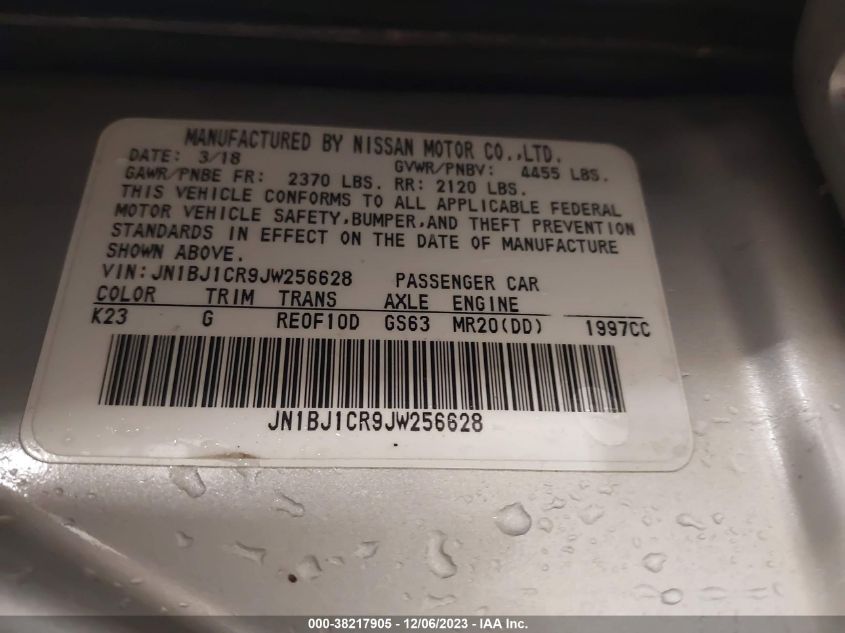 MANUFACTURED BY NISSAN MOTOR CO.,LTD.
DATE: 3/18 GVWR/PNBV: 4455 LBS.
GAWR/PNBE FR: 2370 LBS. RR: 2120 LBS.
THIS VEHICLE CONFORMS TO ALL APPLICABLE FEDERAL
MOTOR VEHICLE SAFETY,BUMPER,AND THEFT PREVENTION
STANDARDS IN EFFECT ON THE DATE OF MANUFACTURE
SHOWN ABOVE.
VIN:JN1BJ1CR9JW256628 PASSENGER CAR
COLOR TRIM TRANS AXLE ENGINE
K23 G RE0F10D GS63 MR20(DD) 1997CC
JN1BJ1CR9JW256628
000-38217905 - 12/06/2023 - IAA Inc.